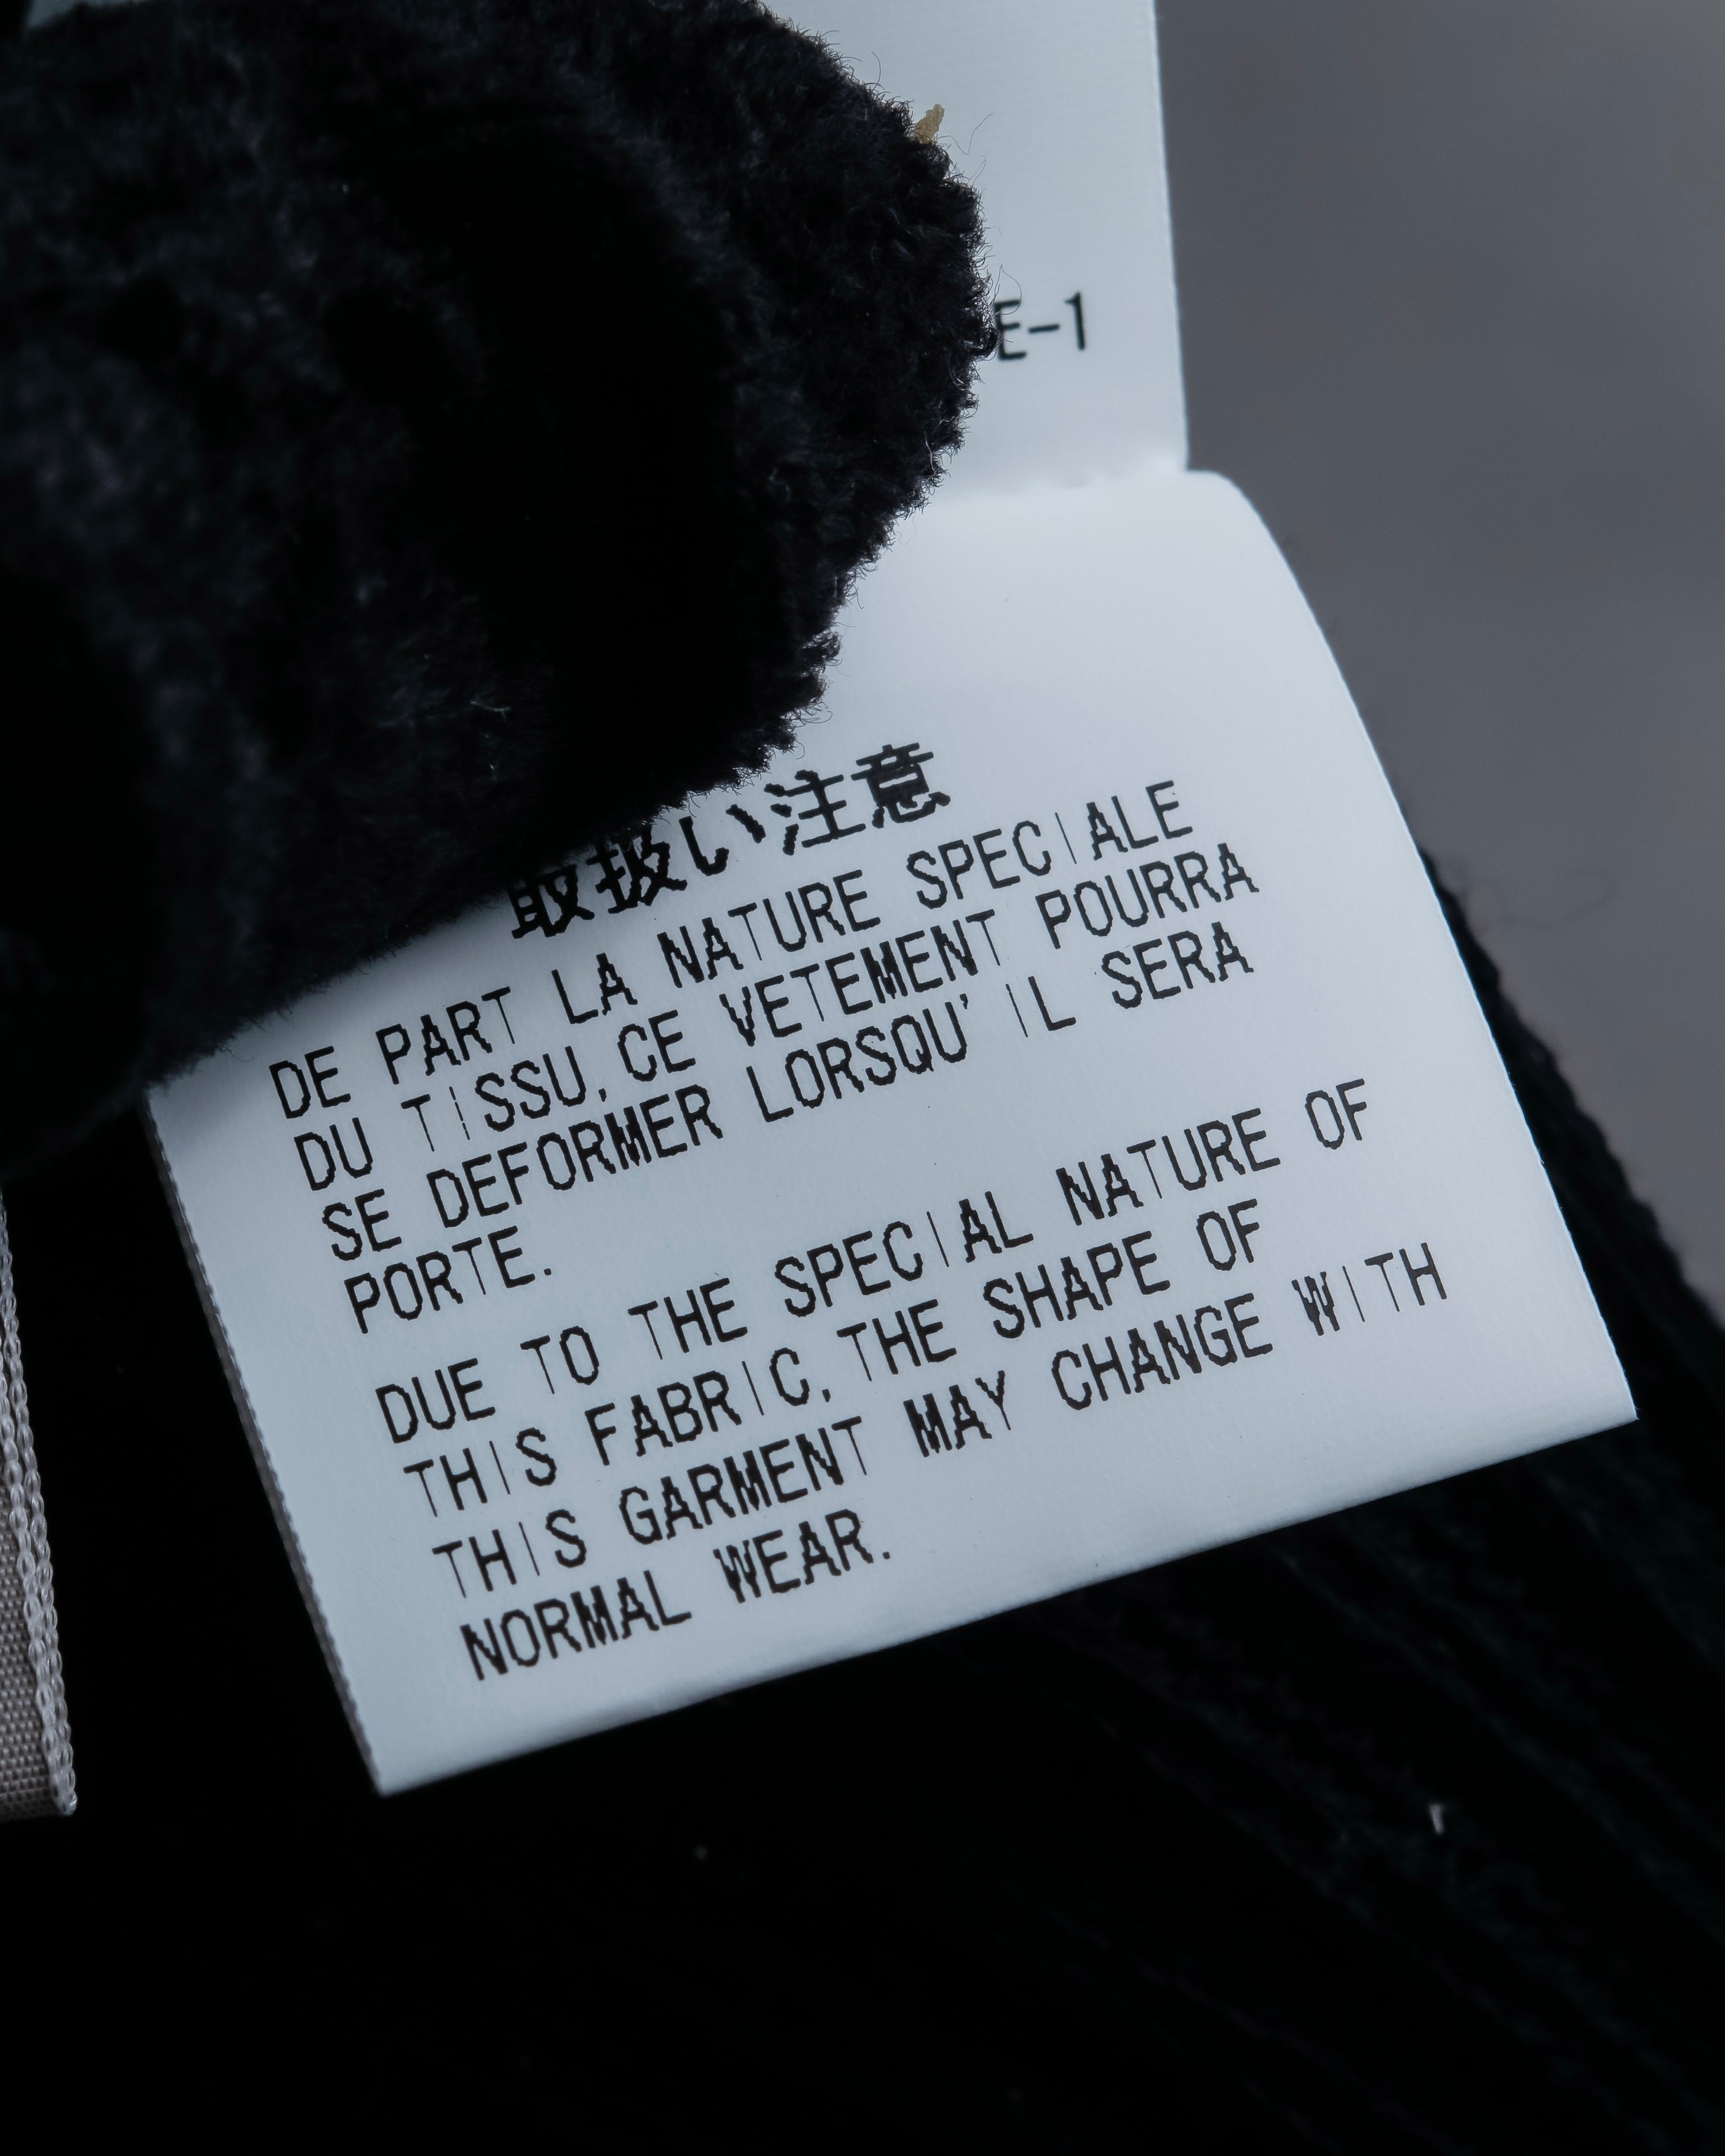 E-1
取扱い注意
DE PART LA NATURE SPECIALE
DU TISSU, CE VETEMENT POURRA
SE DEFORMER LORSQU' IL SERA
PORTE.
DUE TO THE SPECIAL NATURE OF
THIS FABRIC, THE SHAPE OF
THIS GARMENT MAY CHANGE WITH
NORMAL WEAR.